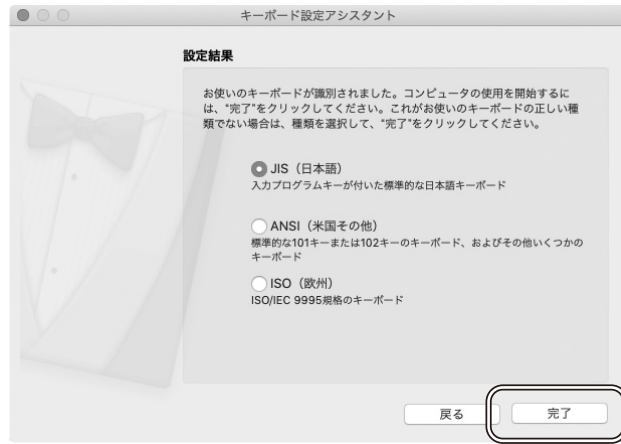 キーボード設定アシスタント
設定結果
お使いのキーボードが識別されました。コンピュータの使用を開始するに
は、“完了”をクリックしてください。これがお使いのキーボードの正しい種
類でない場合は、種類を選択して、“完了”をクリックしてください。
JIS（日本語）
入力プログラムキーが付いた標準的な日本語キーボード
ANSI（米国その他）
標準的な101キーまたは102キーのキーボード、およびその他いくつかの
キーボード
ISO（欧州）
ISO/IEC 9995規格のキーボード
戻る
完了